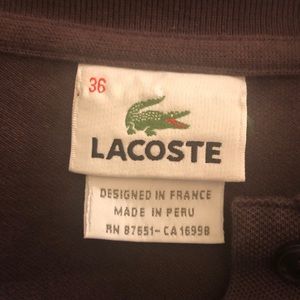 36
LACOSTE
DESIGNED IN FRANCE
MADE IN PERU
RN 87651-CA 16998